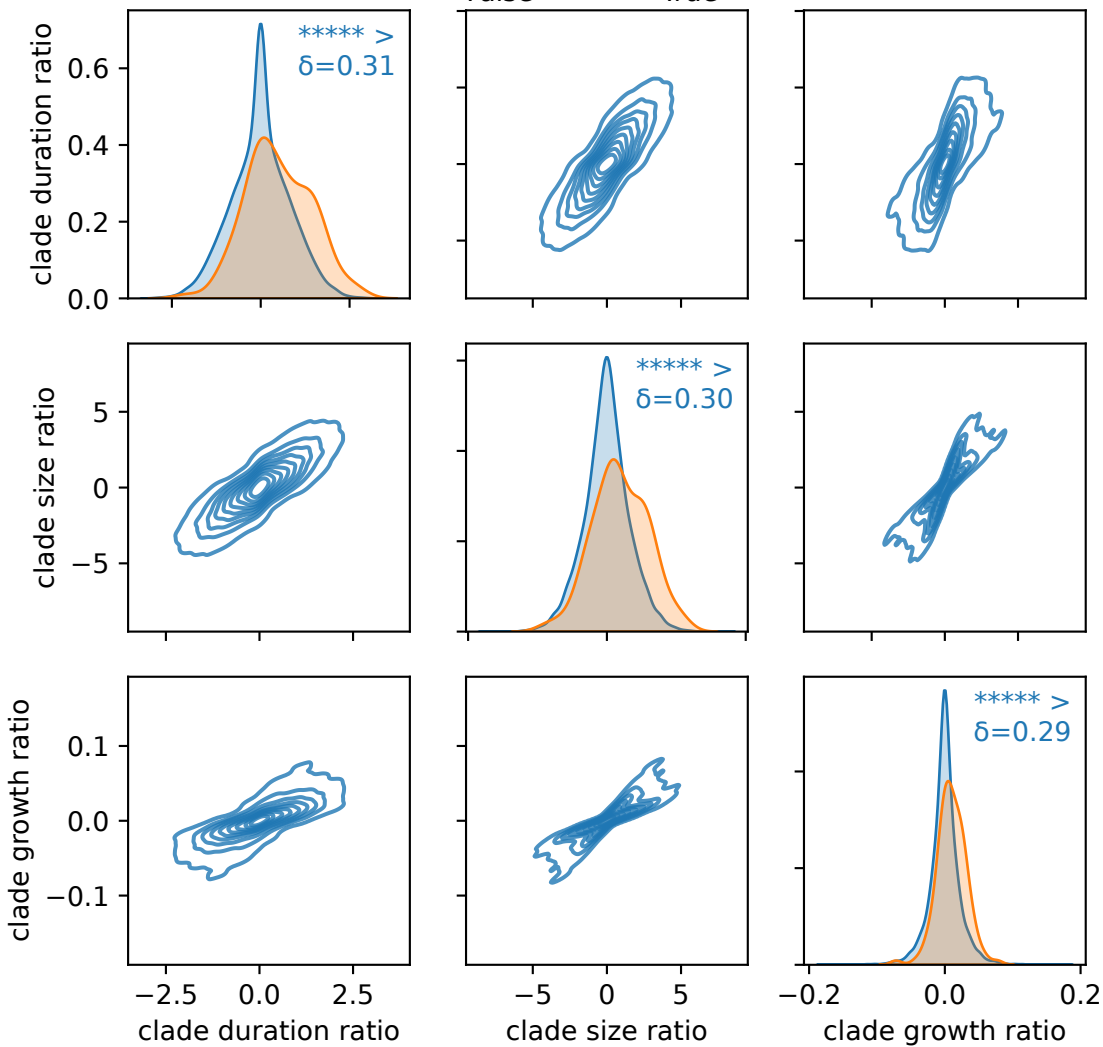 ***** >
δ=0.31
clade duration ratio
0.6
0.4
0.2
0.0
***** >
δ=0.30
clade size ratio
5
0
−5
***** >
δ=0.29
clade growth ratio
0.1
0.0
−0.1
−2.5 0.0 2.5
−5 0 5
−0.2 0.0 0.2
clade duration ratio
clade size ratio
clade growth ratio